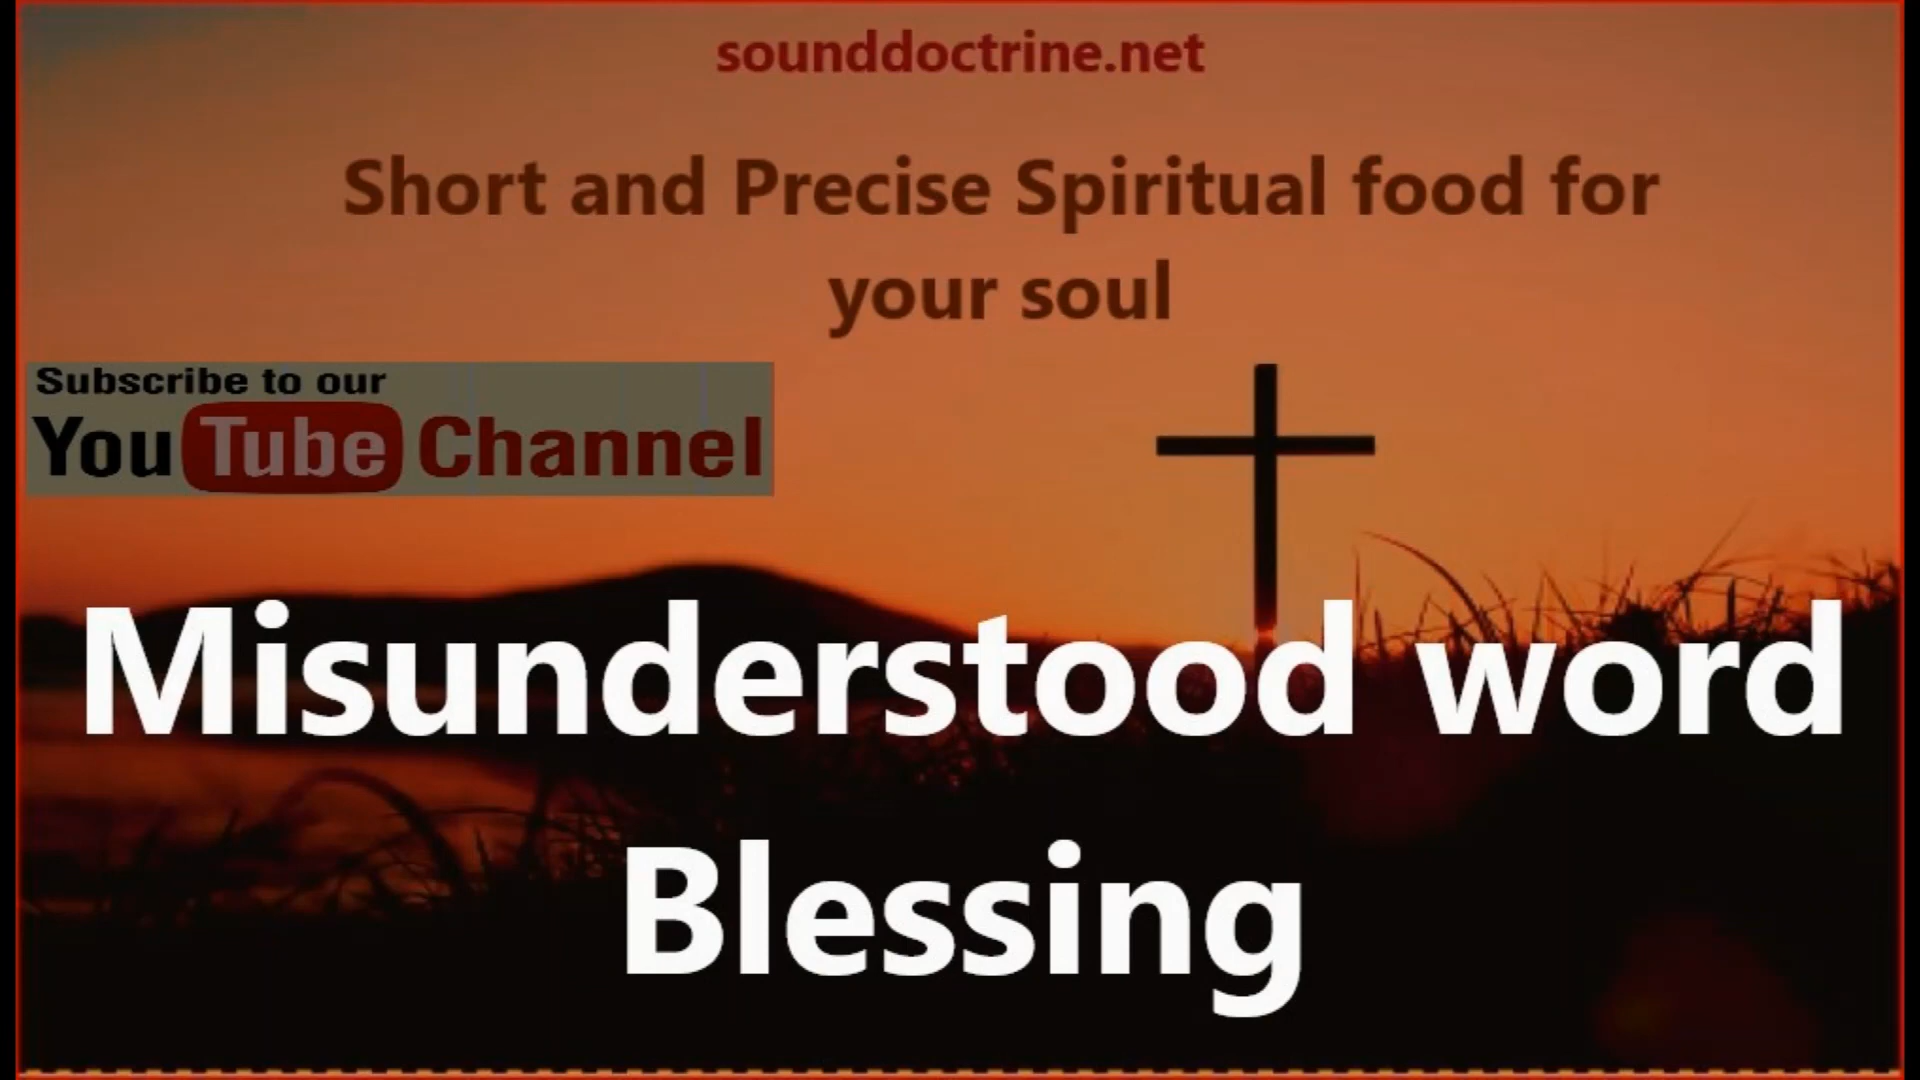 sounddoctrine.net
Short and Precise Spiritual food for
your soul
Subscribe to our
YouTube Channel
Misunderstood word
Blessing